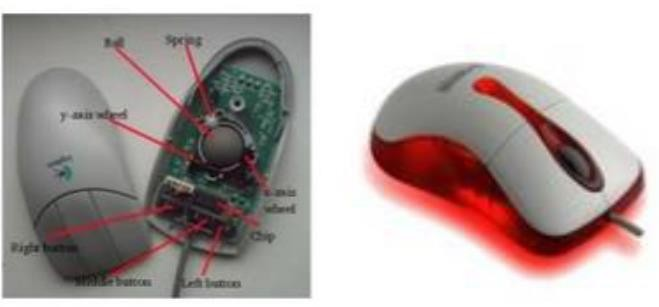 Ball
Spring
y-axis wheel
x-axis
wheel
Chip
Right button
Middle button
Left button